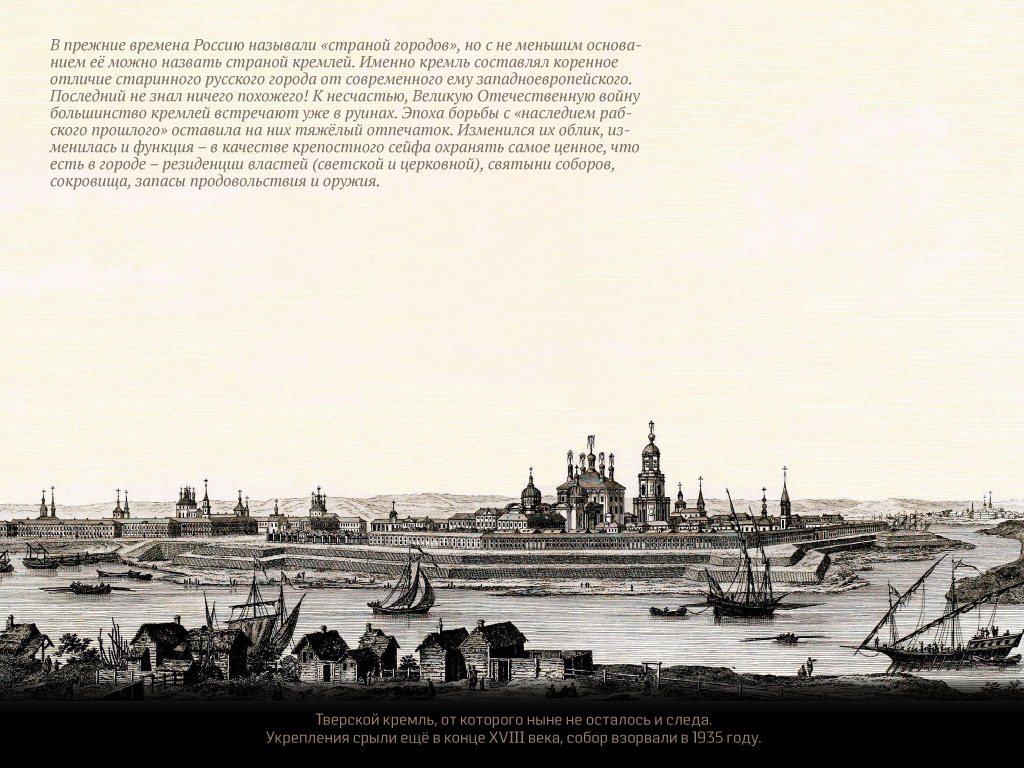 В прежние времена Россию называли «страной городов», но с не меньшим основа-
нием её можно назвать страной кремлей. Именно кремль составлял коренное
отличие старинного русского города от современного ему западноевропейского.
Последний не знал ничего похожего! К несчастью, Великую Отечественную войну
большинство кремлей встречают уже в руинах. Эпоха борьбы с «наследием раб-
ского прошлого» оставила на них тяжёлый отпечаток. Изменился их облик, из-
менилась и функция – в качестве крепостного сейфа охранять самое ценное, что
есть в городе – резиденции властей (светской и церковной), святыни соборов,
сокровища, запасы продовольствия и оружия.
Тверской кремль, от которого ныне не осталось и следа.
Укрепления срыли ещё в конце XVIII века, собор взорвали в 1935 году.